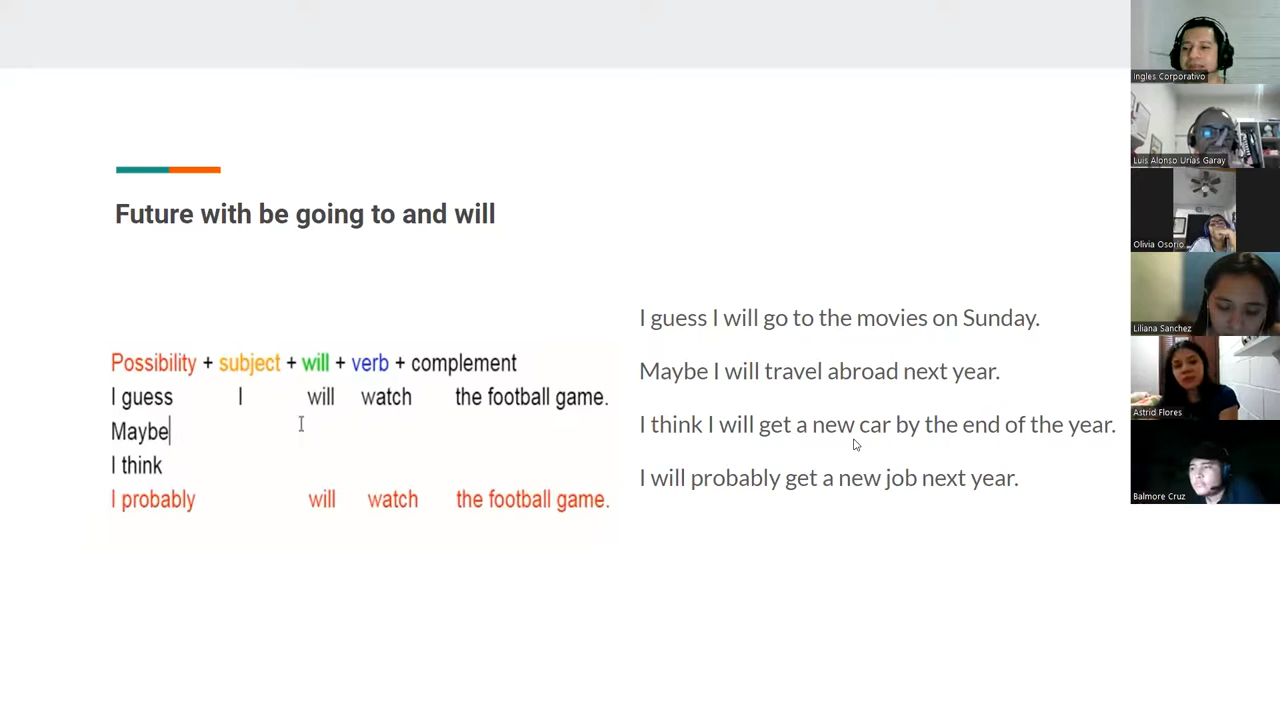 Future with be going to and will
Possibility + subject + will + verb + complement
I guess I will watch the football game.
Maybe
I think
I probably will watch the football game.
I guess I will go to the movies on Sunday.
Maybe I will travel abroad next year.
I think I will get a new car by the end of the year.
I will probably get a new job next year.
Ingles Corporativo
Luis Alonso Urias Garay
Olivia Osorio
Liliana Sanchez
Astrid Flores
Balmore Cruz